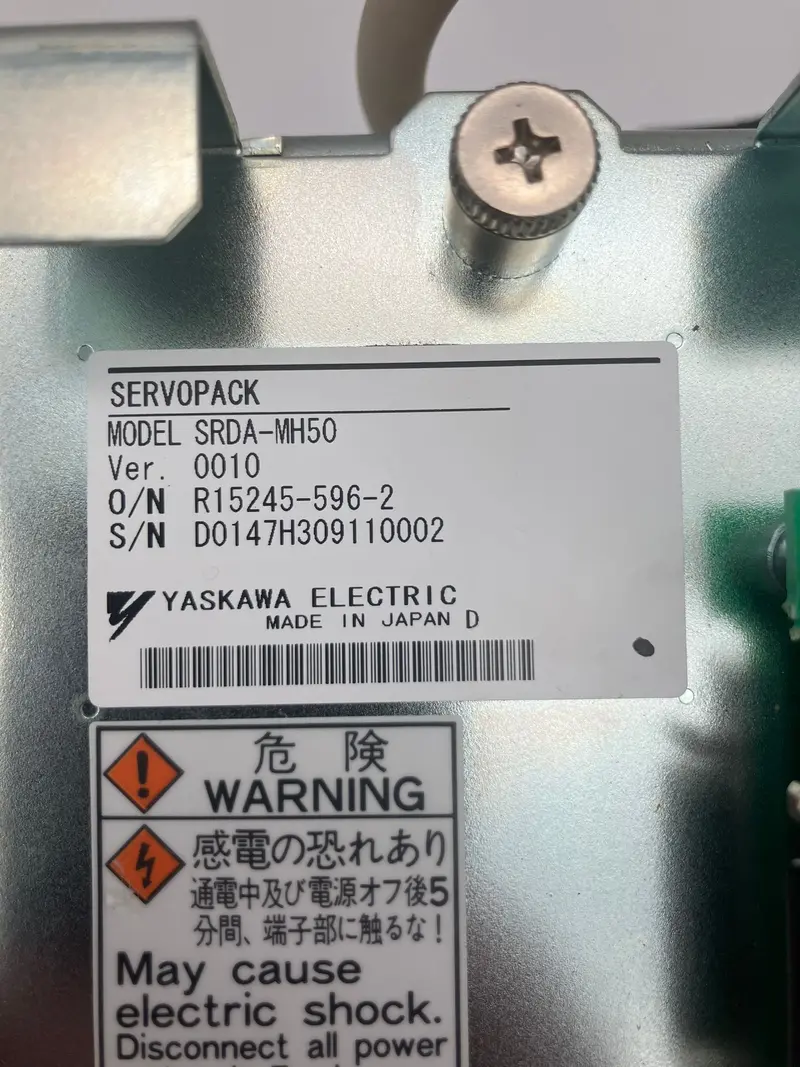 SERVOPACK
MODEL SRDA-MH50
Ver. 0010
O/N R15245-596-2
S/N D0147H309110002
YASKAWA ELECTRIC
MADE IN JAPAN D
危険
WARNING
感電の恐れあり
通電中及び電源オフ後5
分間、端子部に触るな!
May cause
electric shock.
Disconnect all power